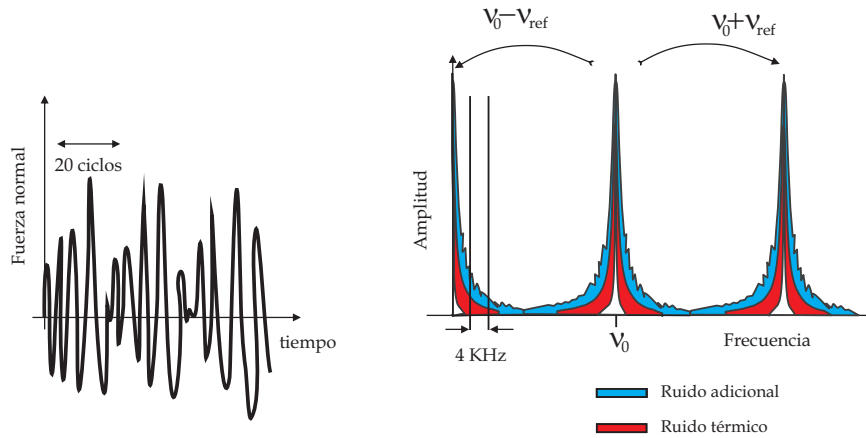 Fuerza normal
20 ciclos
tiempo
ν0−νref
ν0+νref
Amplitud
4 KHz
ν0
Frecuencia
Ruido adicional
Ruido térmico